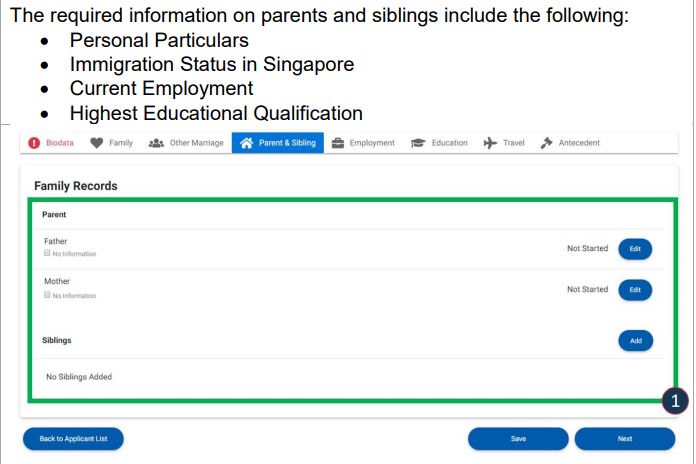 The required information on parents and siblings include the following:
• Personal Particulars
• Immigration Status in Singapore
• Current Employment
• Highest Educational Qualification
Biodata Family Other Marriage Parent & Sibling Employment Education Travel Antecedent
Family Records
Parent
Father
No Information
Not Started Edit
Mother
No Information
Not Started Edit
Siblings Add
No Siblings Added
1
Back to Applicant List Save Next